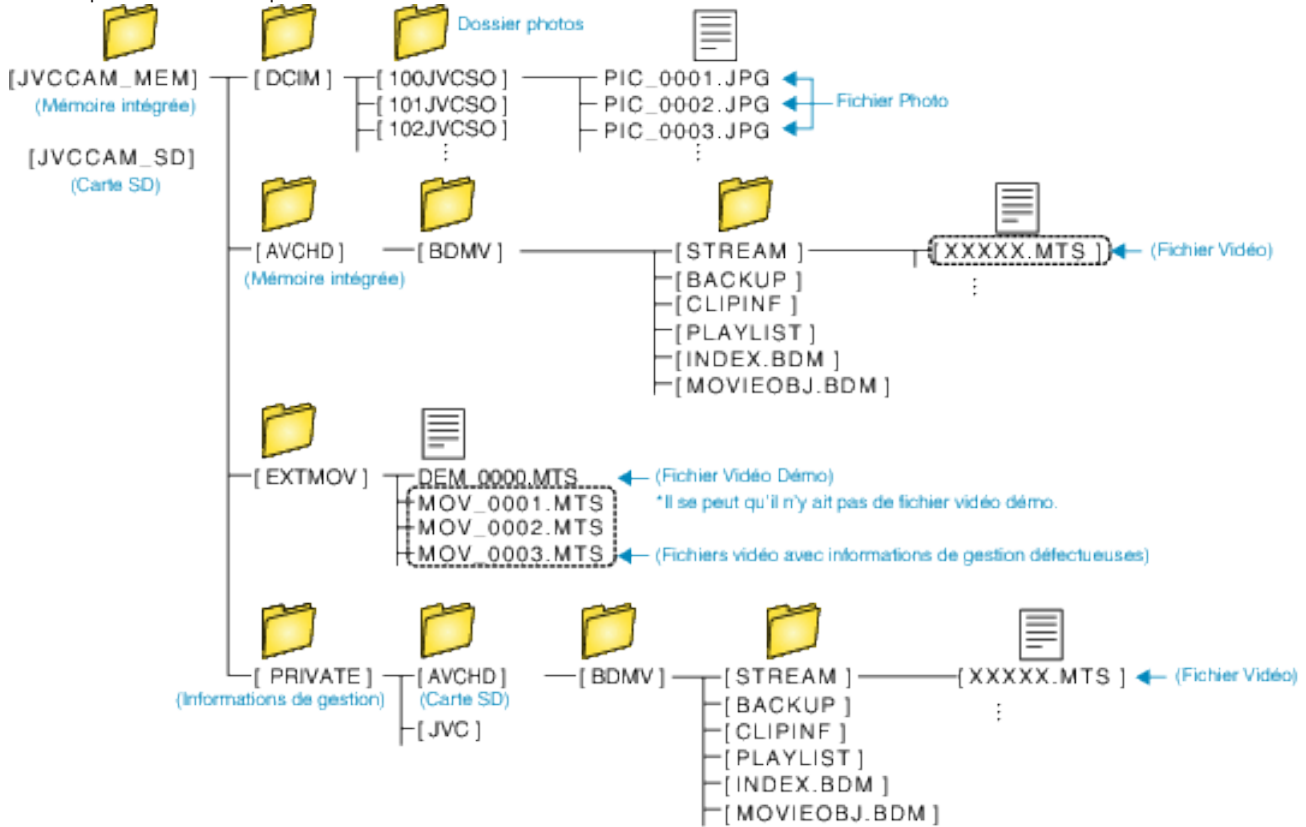 Dossier photos
[JVCCAM_MEM]
(Mémoire intégrée)
[JVCCAM_SD]
(Carte SD)
[DCIM]
[100JVCSO]
[101JVCSO]
[102JVCSO]
PIC_0001.JPG
PIC_0002.JPG
PIC_0003.JPG
Fichier Photo
[AVCHD]
(Mémoire intégrée)
[BDMV]
[STREAM]
[BACKUP]
[CLIPINF]
[PLAYLIST]
[INDEX.BDM]
[MOVIEOBJ.BDM]
[XXXXX.MTS]
(Fichier Vidéo)
[EXTMOV]
DEM_0000.MTS
(Fichier Vidéo Démo)
*Il se peut qu'il n'y ait pas de fichier vidéo démo.
MOV_0001.MTS
MOV_0002.MTS
MOV_0003.MTS
(Fichiers vidéo avec informations de gestion défectueuses)
[PRIVATE]
(Informations de gestion)
[AVCHD]
(Carte SD)
[JVC]
[BDMV]
[STREAM]
[BACKUP]
[CLIPINF]
[PLAYLIST]
[INDEX.BDM]
[MOVIEOBJ.BDM]
[XXXXX.MTS]
(Fichier Vidéo)